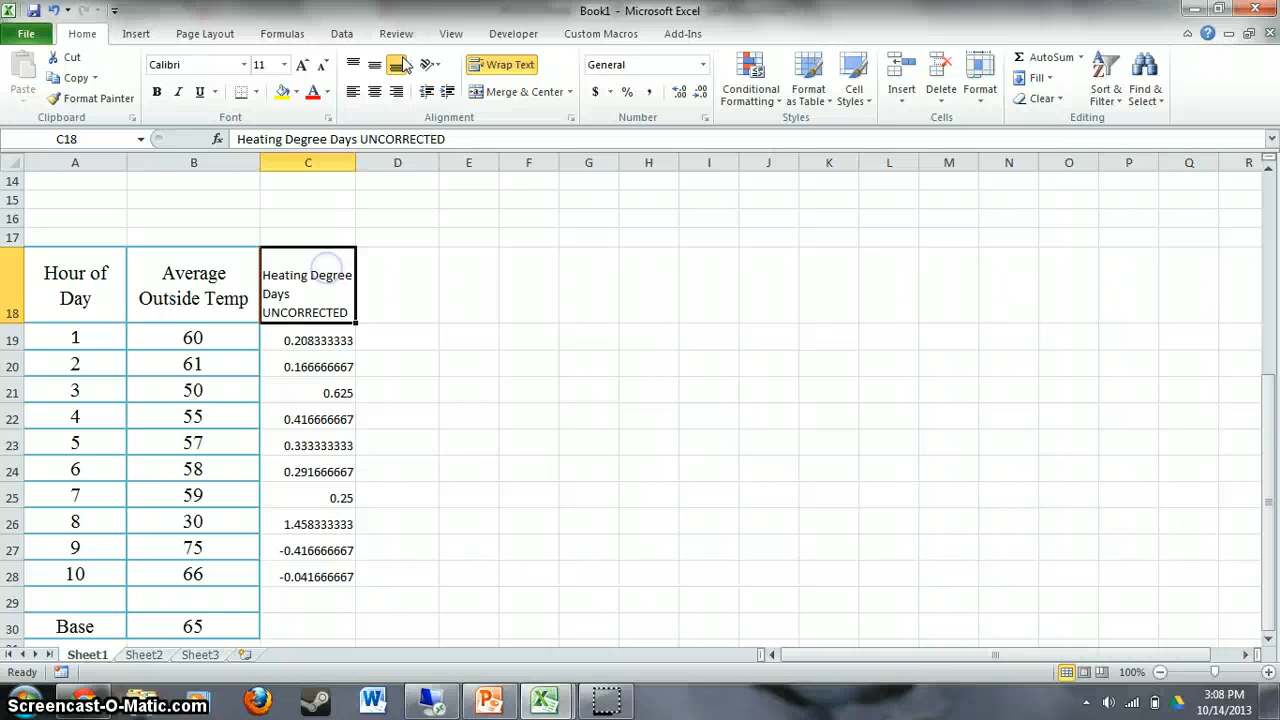 Book1 - Microsoft Excel
File Home Insert Page Layout Formulas Data Review View Developer Custom Macros Add-Ins
Paste
Cut
Copy
Format Painter
Clipboard
Calibri 11
B I U
Font
Wrap Text
Merge & Center
Alignment
General
$ % ,
Number
Conditional Formatting
Format as Table
Cell Styles
Styles
Insert Delete Format
Cells
AutoSum
Fill
Clear
Sort & Filter
Find & Select
Editing
C18 fx Heating Degree Days UNCORRECTED
A B C D E F G H I J K L M N O P Q R
14
15
16
17
18 Hour of Day Average Outside Temp Heating Degree Days UNCORRECTED
19 1 60 0.208333333
20 2 61 0.166666667
21 3 50 0.625
22 4 55 0.416666667
23 5 57 0.333333333
24 6 58 0.291666667
25 7 59 0.25
26 8 30 1.458333333
27 9 75 -0.416666667
28 10 66 -0.041666667
29
30 Base 65
Sheet1 Sheet2 Sheet3
Ready 100%
Screencast-O-Matic.com
3:08 PM
10/14/2013